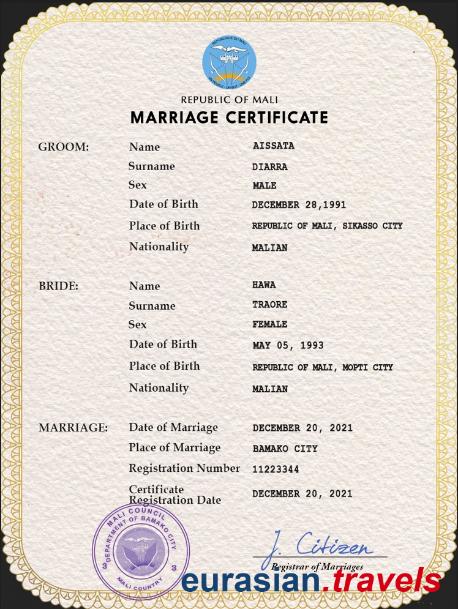 REPUBLIC OF MALI
MARRIAGE CERTIFICATE
GROOM:
Name AISSATA
Surname DIARRA
Sex MALE
Date of Birth DECEMBER 28,1991
Place of Birth REPUBLIC OF MALI, SIKASSO CITY
Nationality MALIAN
BRIDE:
Name HAWA
Surname TRAORE
Sex FEMALE
Date of Birth MAY 05, 1993
Place of Birth REPUBLIC OF MALI, MOPTI CITY
Nationality MALIAN
MARRIAGE:
Date of Marriage DECEMBER 20, 2021
Place of Marriage BAMAKO CITY
Registration Number 11223344
Certificate
Registration Date DECEMBER 20, 2021
MALI COUNCIL
DEPARTMENT OF BAMAKO CITY
3 3
MALI COUNTRY
J. Citizen
Registrar of Marriages
eurasian.travels